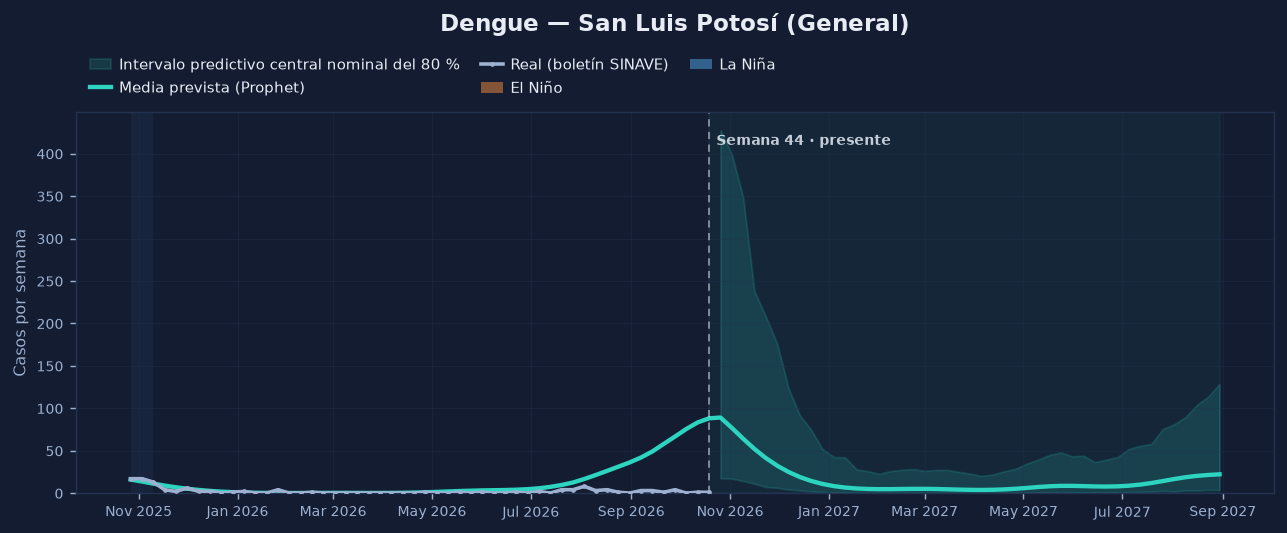 Dengue — San Luis Potosí (General)
Intervalo predictivo central nominal del 80 %
Real (boletín SINAVE)
La Niña
Media prevista (Prophet)
El Niño
Semana 44 · presente
Casos por semana
400
350
300
250
200
150
100
50
0
Nov 2025
Jan 2026
Mar 2026
May 2026
Jul 2026
Sep 2026
Nov 2026
Jan 2027
Mar 2027
May 2027
Jul 2027
Sep 2027